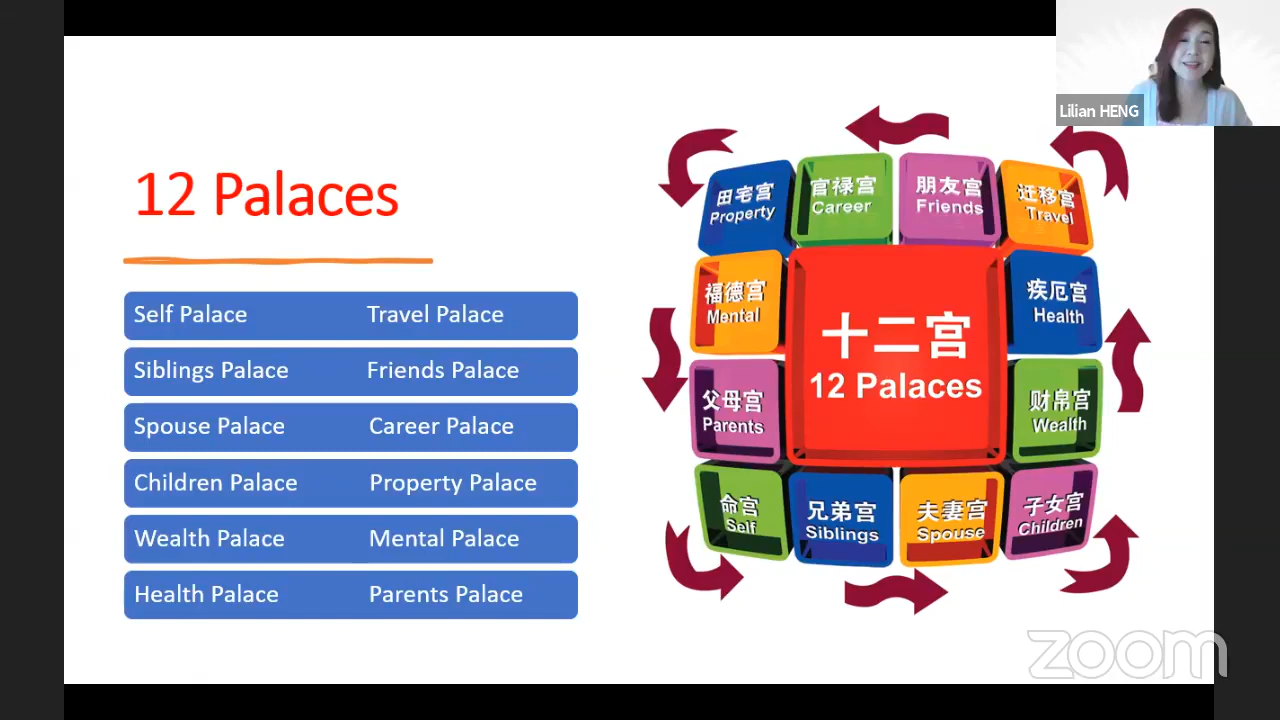 Lilian HENG
12 Palaces
Self Palace Travel Palace
Siblings Palace Friends Palace
Spouse Palace Career Palace
Children Palace Property Palace
Wealth Palace Mental Palace
Health Palace Parents Palace
田宅宫
Property
官禄宫
Career
朋友宫
Friends
迁移宫
Travel
福德宫
Mental
疾厄宫
Health
十二宫
12 Palaces
父母宫
Parents
财帛宫
Wealth
命宫
Self
兄弟宫
Siblings
夫妻宫
Spouse
子女宫
Children
zoom